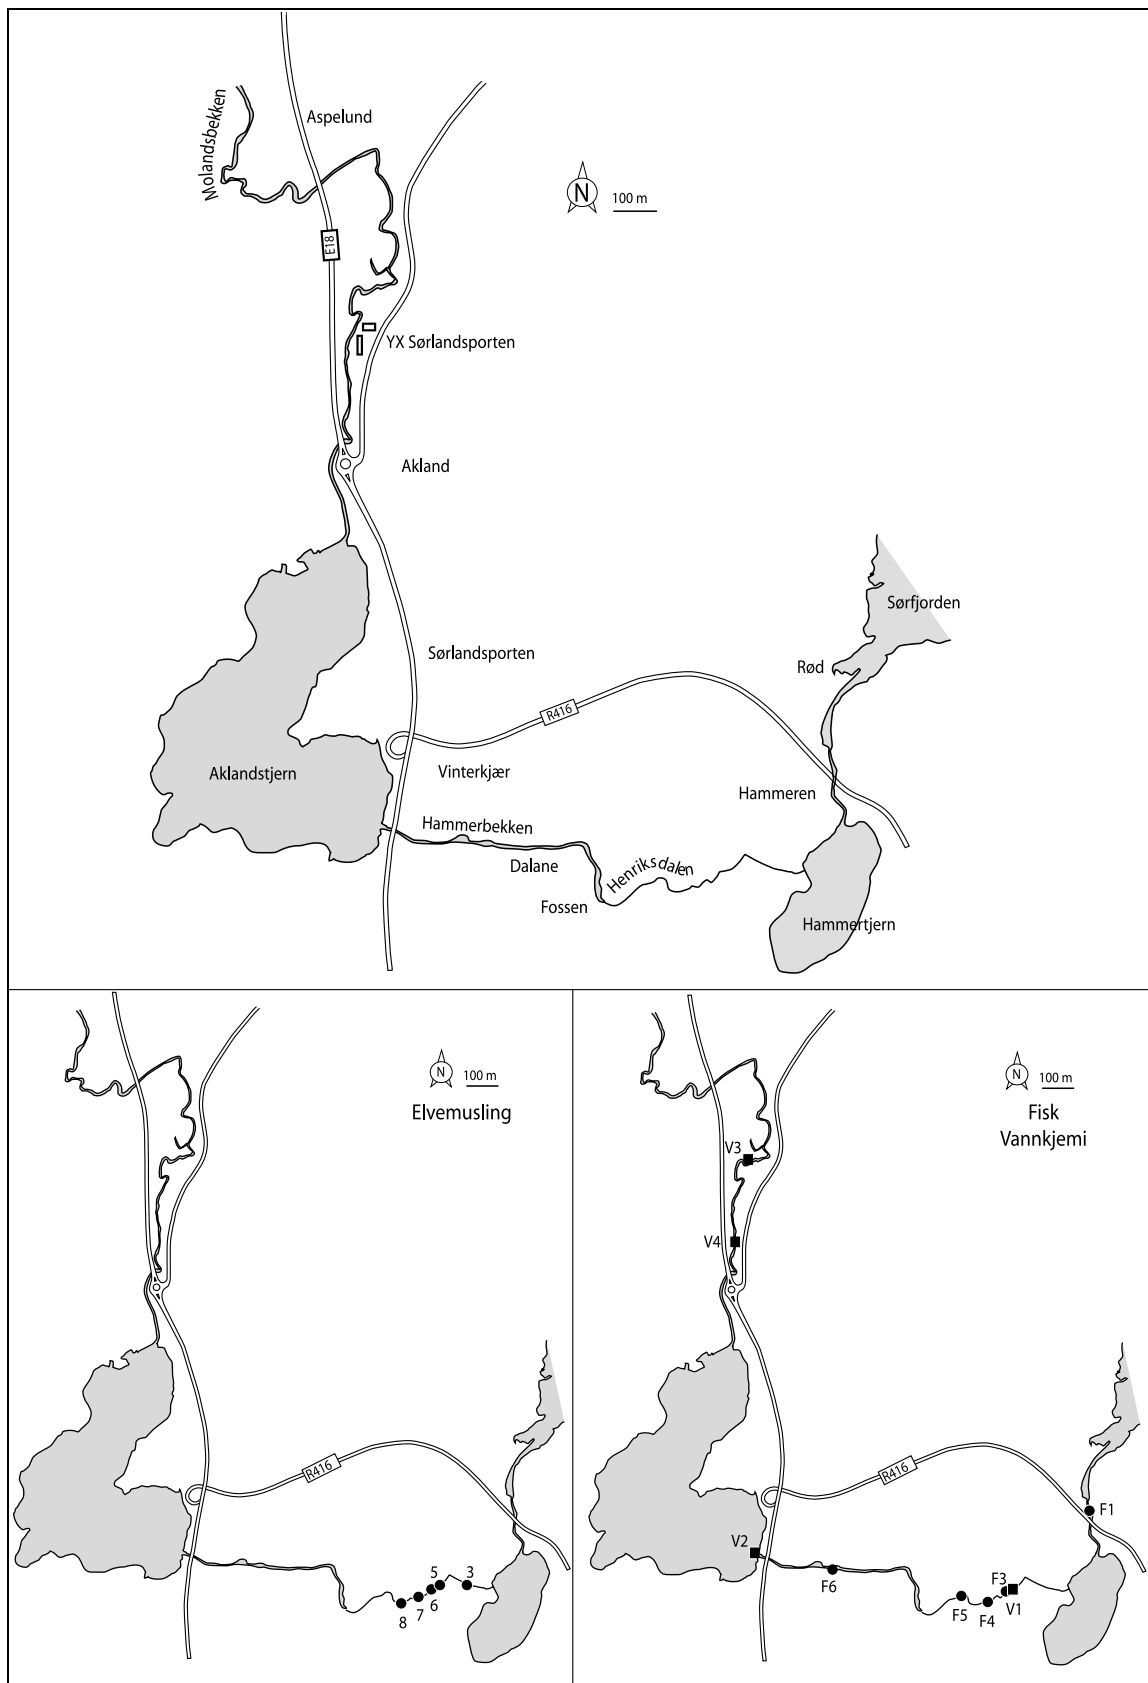 Aspelund
Molandsbekken
N
100 m
E18
YX Sørlandsporten
Akland
Sørfjorden
Sørlandsporten
Rød
R416
Aklandstjern
Vinterkjær
Hammeren
Hammerbekken
Dalane
Henriksdalen
Fossen
Hammertjern
N
100 m
Elvemusling
R416
5
3
6
7
8
N
100 m
Fisk
Vannkjemi
V3
V4
R416
F1
V2
F6
F3
F5
F4
V1